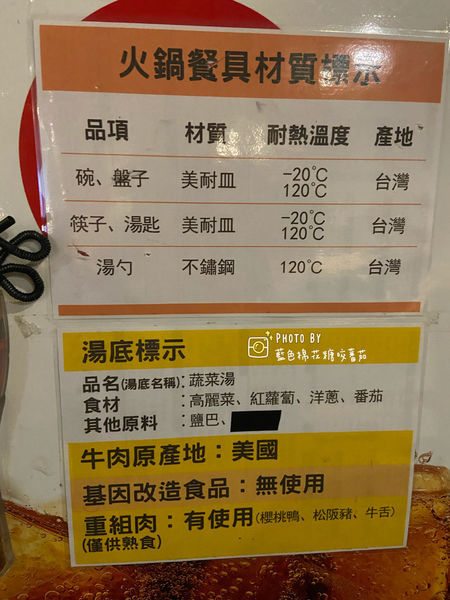 火鍋餐具材質標示
品項 材質 耐熱溫度 產地
碗、盤子 美耐皿 -20℃ 120℃ 台灣
筷子、湯匙 美耐皿 -20℃ 120℃ 台灣
湯勺 不鏽鋼 120℃ 台灣
PHOTO BY
藍色棉花糖咬蕃茄
湯底標示
品名(湯底名稱):蔬菜湯
食材 :高麗菜、紅蘿蔔、洋蔥、番茄
其他原料 :鹽巴、
牛肉原產地：美國
基因改造食品：無使用
重組肉：有使用(櫻桃鴨、松阪豬、牛舌)
(僅供熟食)